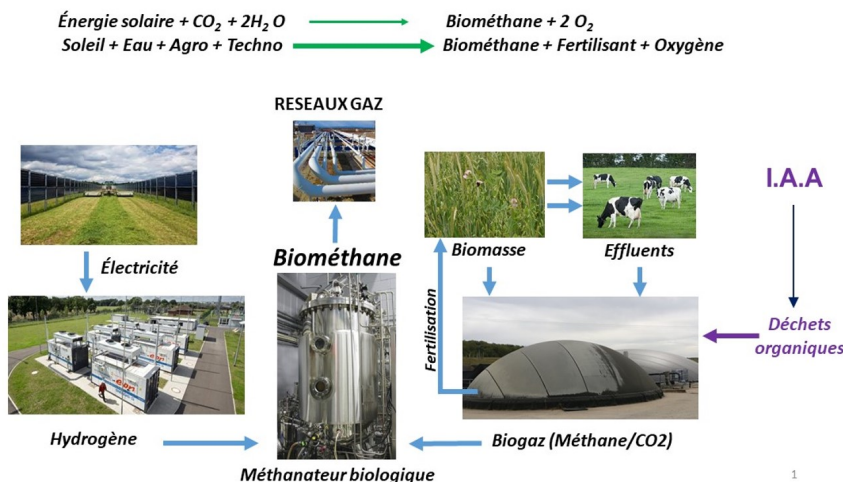 Énergie solaire + CO2 + 2H2 O
Biométhane + 2 O2
Soleil + Eau + Agro + Techno
Biométhane + Fertilisant + Oxygène
RESEAUX GAZ
I.A.A
Biométhane
Biomasse
Effluents
Électricité
Fertilisation
Déchets
organiques
e-on
Hydrogène
Biogaz (Méthane/CO2)
Méthanateur biologique
1